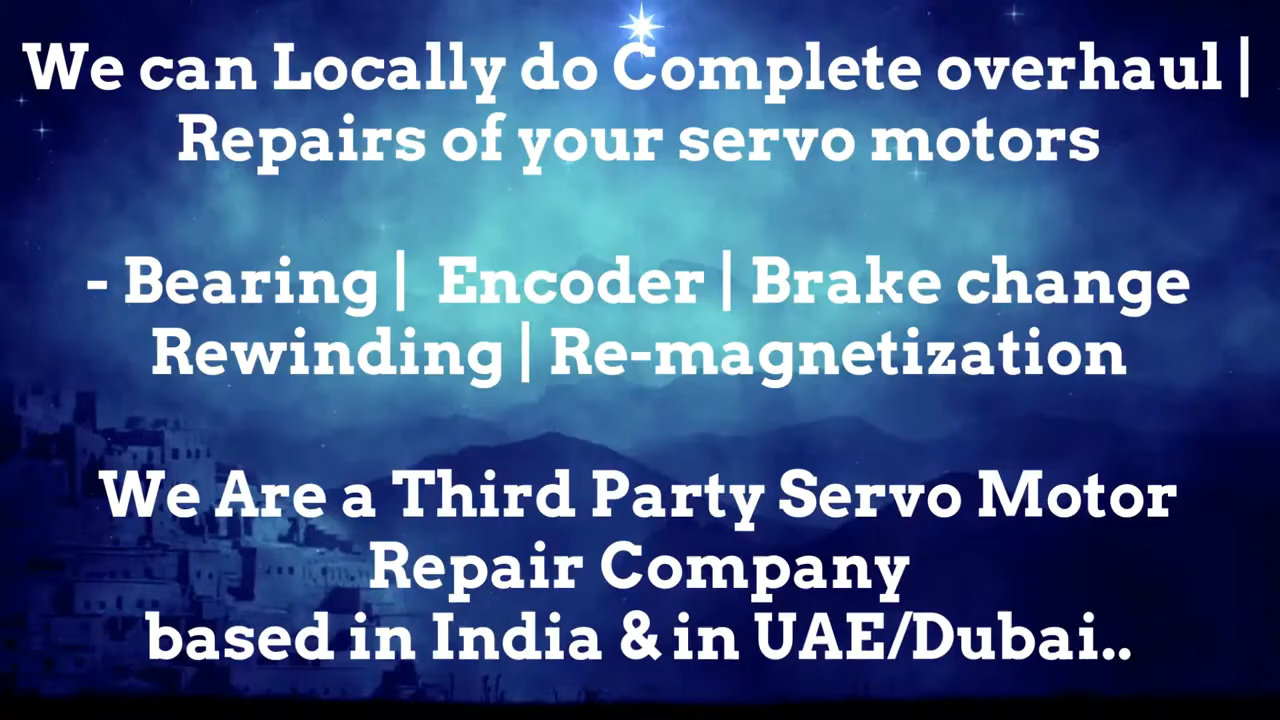 We can Locally do Complete overhaul |
Repairs of your servo motors
- Bearing | Encoder | Brake change
Rewinding | Re-magnetization
We Are a Third Party Servo Motor
Repair Company
based in India & in UAE/Dubai..